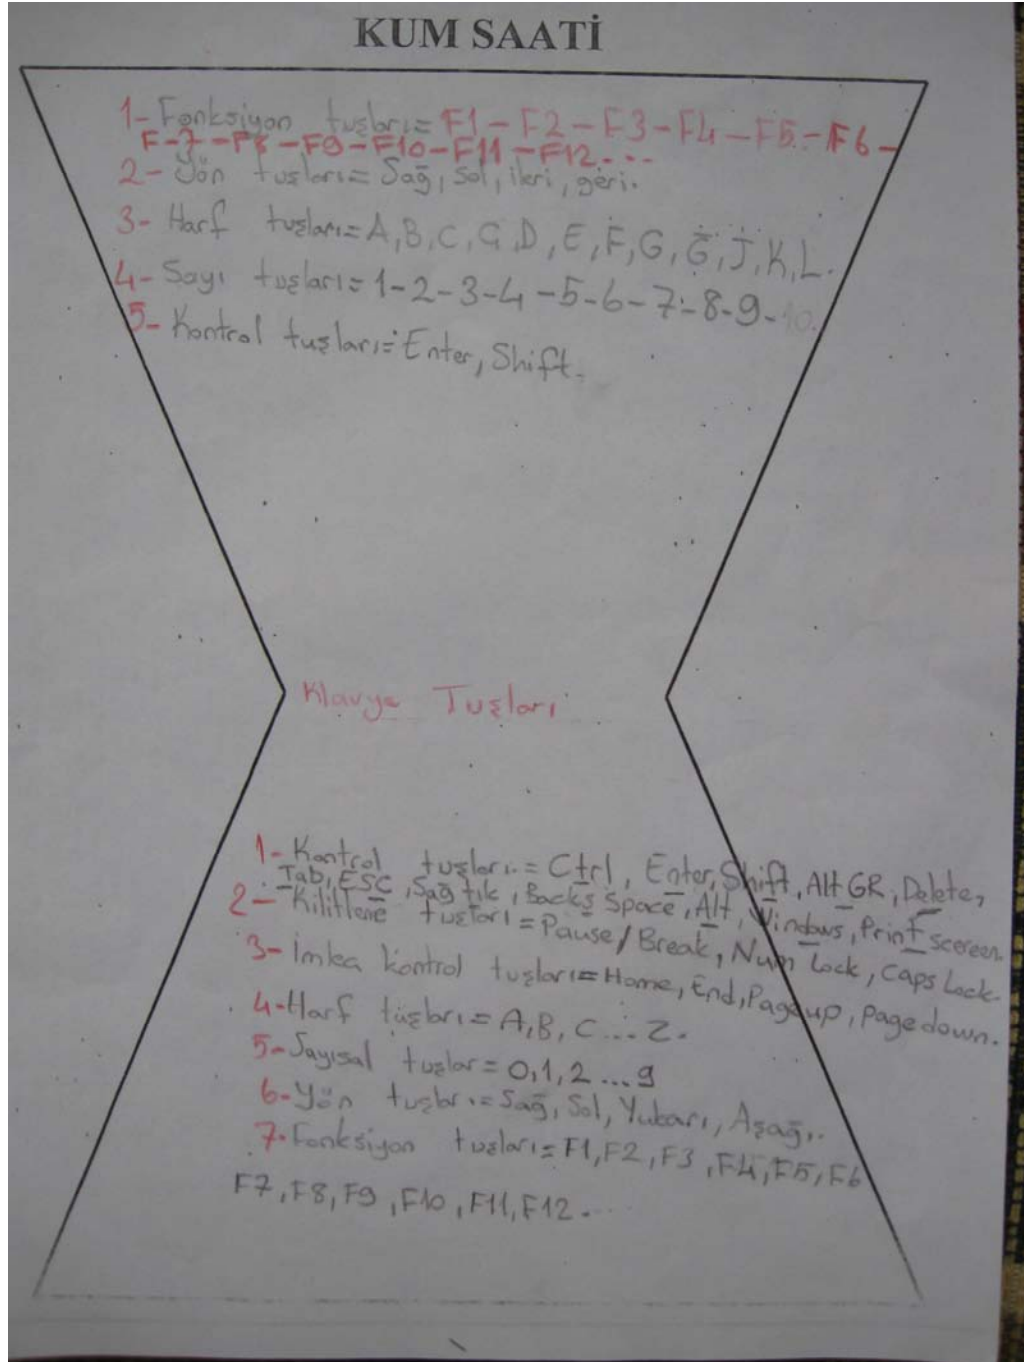 KUM SAATİ
1- Fonksiyon tuşları= F1 - F2 - F3 - F4 - F5 - F6 -
F-7 - F8 - F9 - F10 - F11 - F12...
2- Yön tuşları= Sağ, Sol, ileri, geri.
3- Harf tuşları= A, B, C, Ç, D, E, F, G, Ğ, J, K, L.
4- Sayı tuşları= 1-2-3-4-5-6-7-8-9-10.
5- Kontrol tuşları= Enter, Shift.
Klavye Tuşları
1- Kontrol tuşları= Ctrl, Enter, Shift, Alt GR, Delete,
Tab, ESC, Sağ tık, Backs Space, Alt, Windows, Print scereen.
2- Kilitleme tuşları= Pause/Break, Num Lock, Caps Lock.
3- İmlea kontrol tuşları= Home, End, Page up, page down.
4- Harf tüşları= A, B, C ... Z.
5- Sayısal tuşlar= 0, 1, 2 ... 9
6- Yön tuşları= Sağ, Sol, Yukarı, Aşağı.
7- Fonksiyon tuşları= F1, F2, F3, F4, F5, F6
F7, F8, F9, F10, F11, F12...